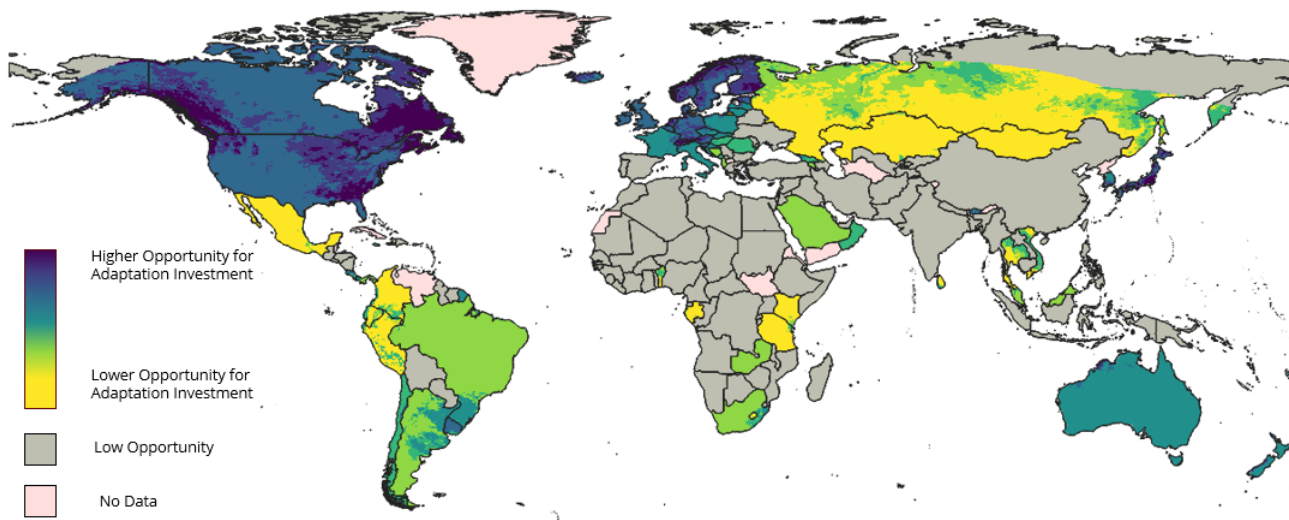 Higher Opportunity for
Adaptation Investment
Lower Opportunity for
Adaptation Investment
Low Opportunity
No Data